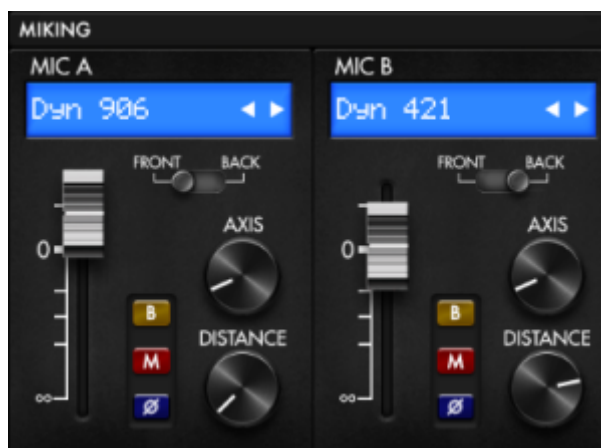 MIKING
MIC A
Dyn 906
FRONT BACK
AXIS
0
B
DISTANCE
M
∞
Ø
MIC B
Dyn 421
FRONT BACK
AXIS
0
B
DISTANCE
M
∞
Ø